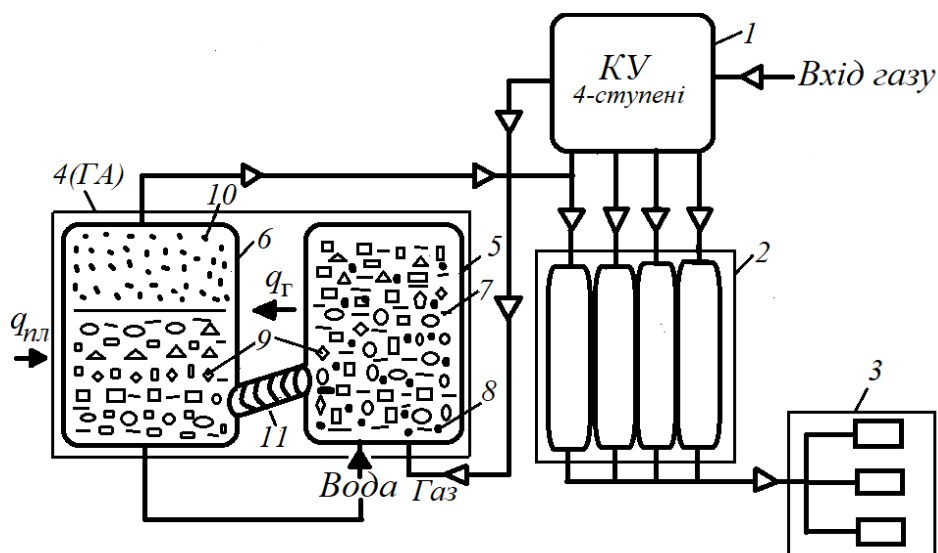 1
КУ
4-ступені
Вхід газу
4(ГА)
10
6
5
2
qг
7
qпл
9
3
8
11
Вода
Газ